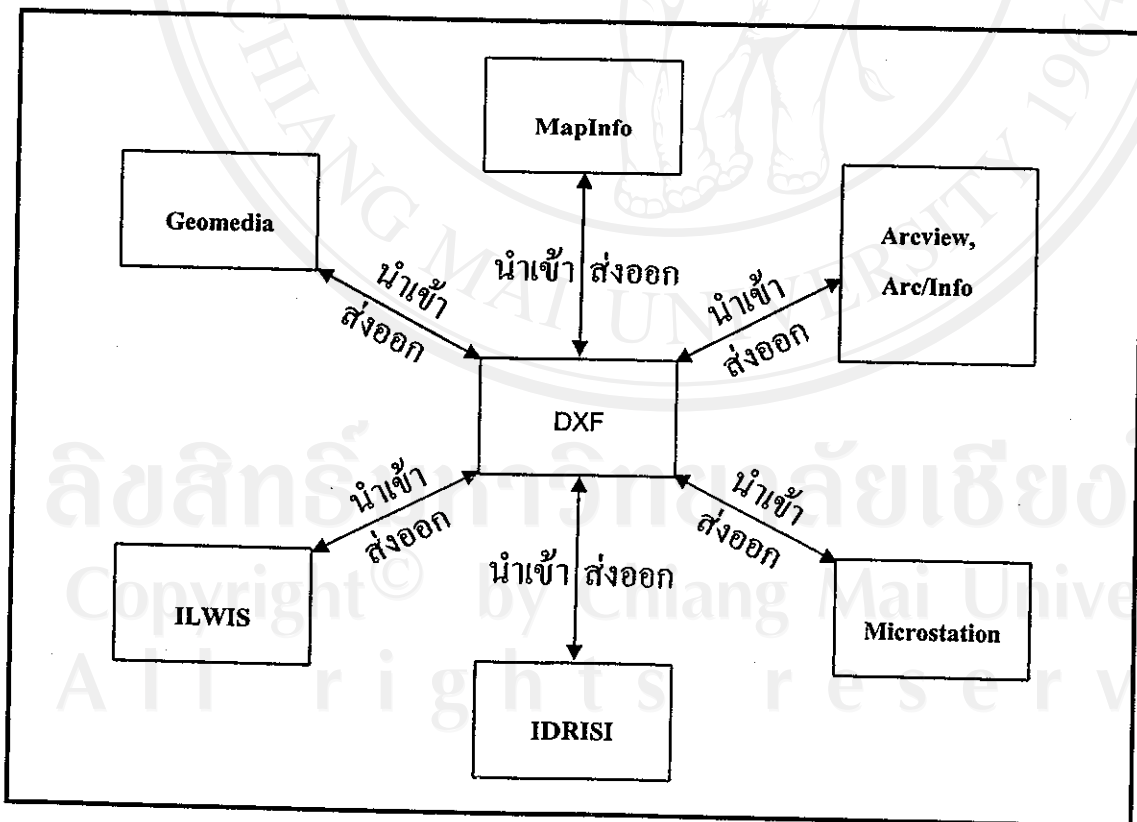 MapInfo
Geomedia
Arcview,
Arc/Info
นำเข้า
ส่งออก
นำเข้า ส่งออก
นำเข้า
ส่งออก
DXF
นำเข้า
ส่งออก
นำเข้า ส่งออก
นำเข้า
ส่งออก
ILWIS
IDRISI
Microstation
CHIANG MAI UNIVERSITY 1964
ลิขสิทธิ์มหาวิทยาลัยเชียงใ
Copyright© by Chiang Mai Unive
All rights reserv